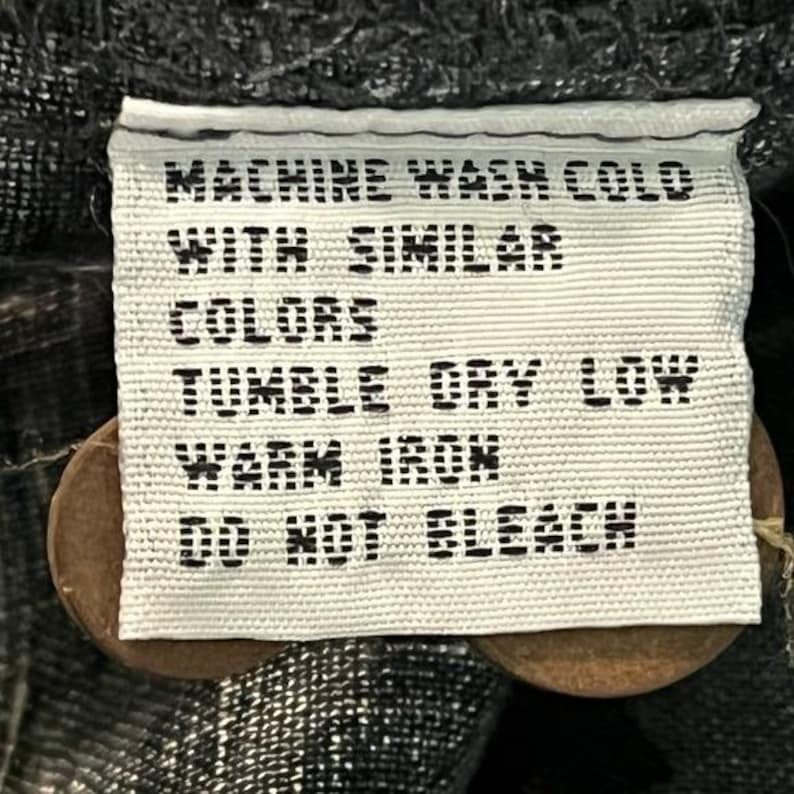 MACHINE WASH COLD
WITH SIMILAR
COLORS
TUMBLE DRY LOW
WARM IRON
DO NOT BLEACH